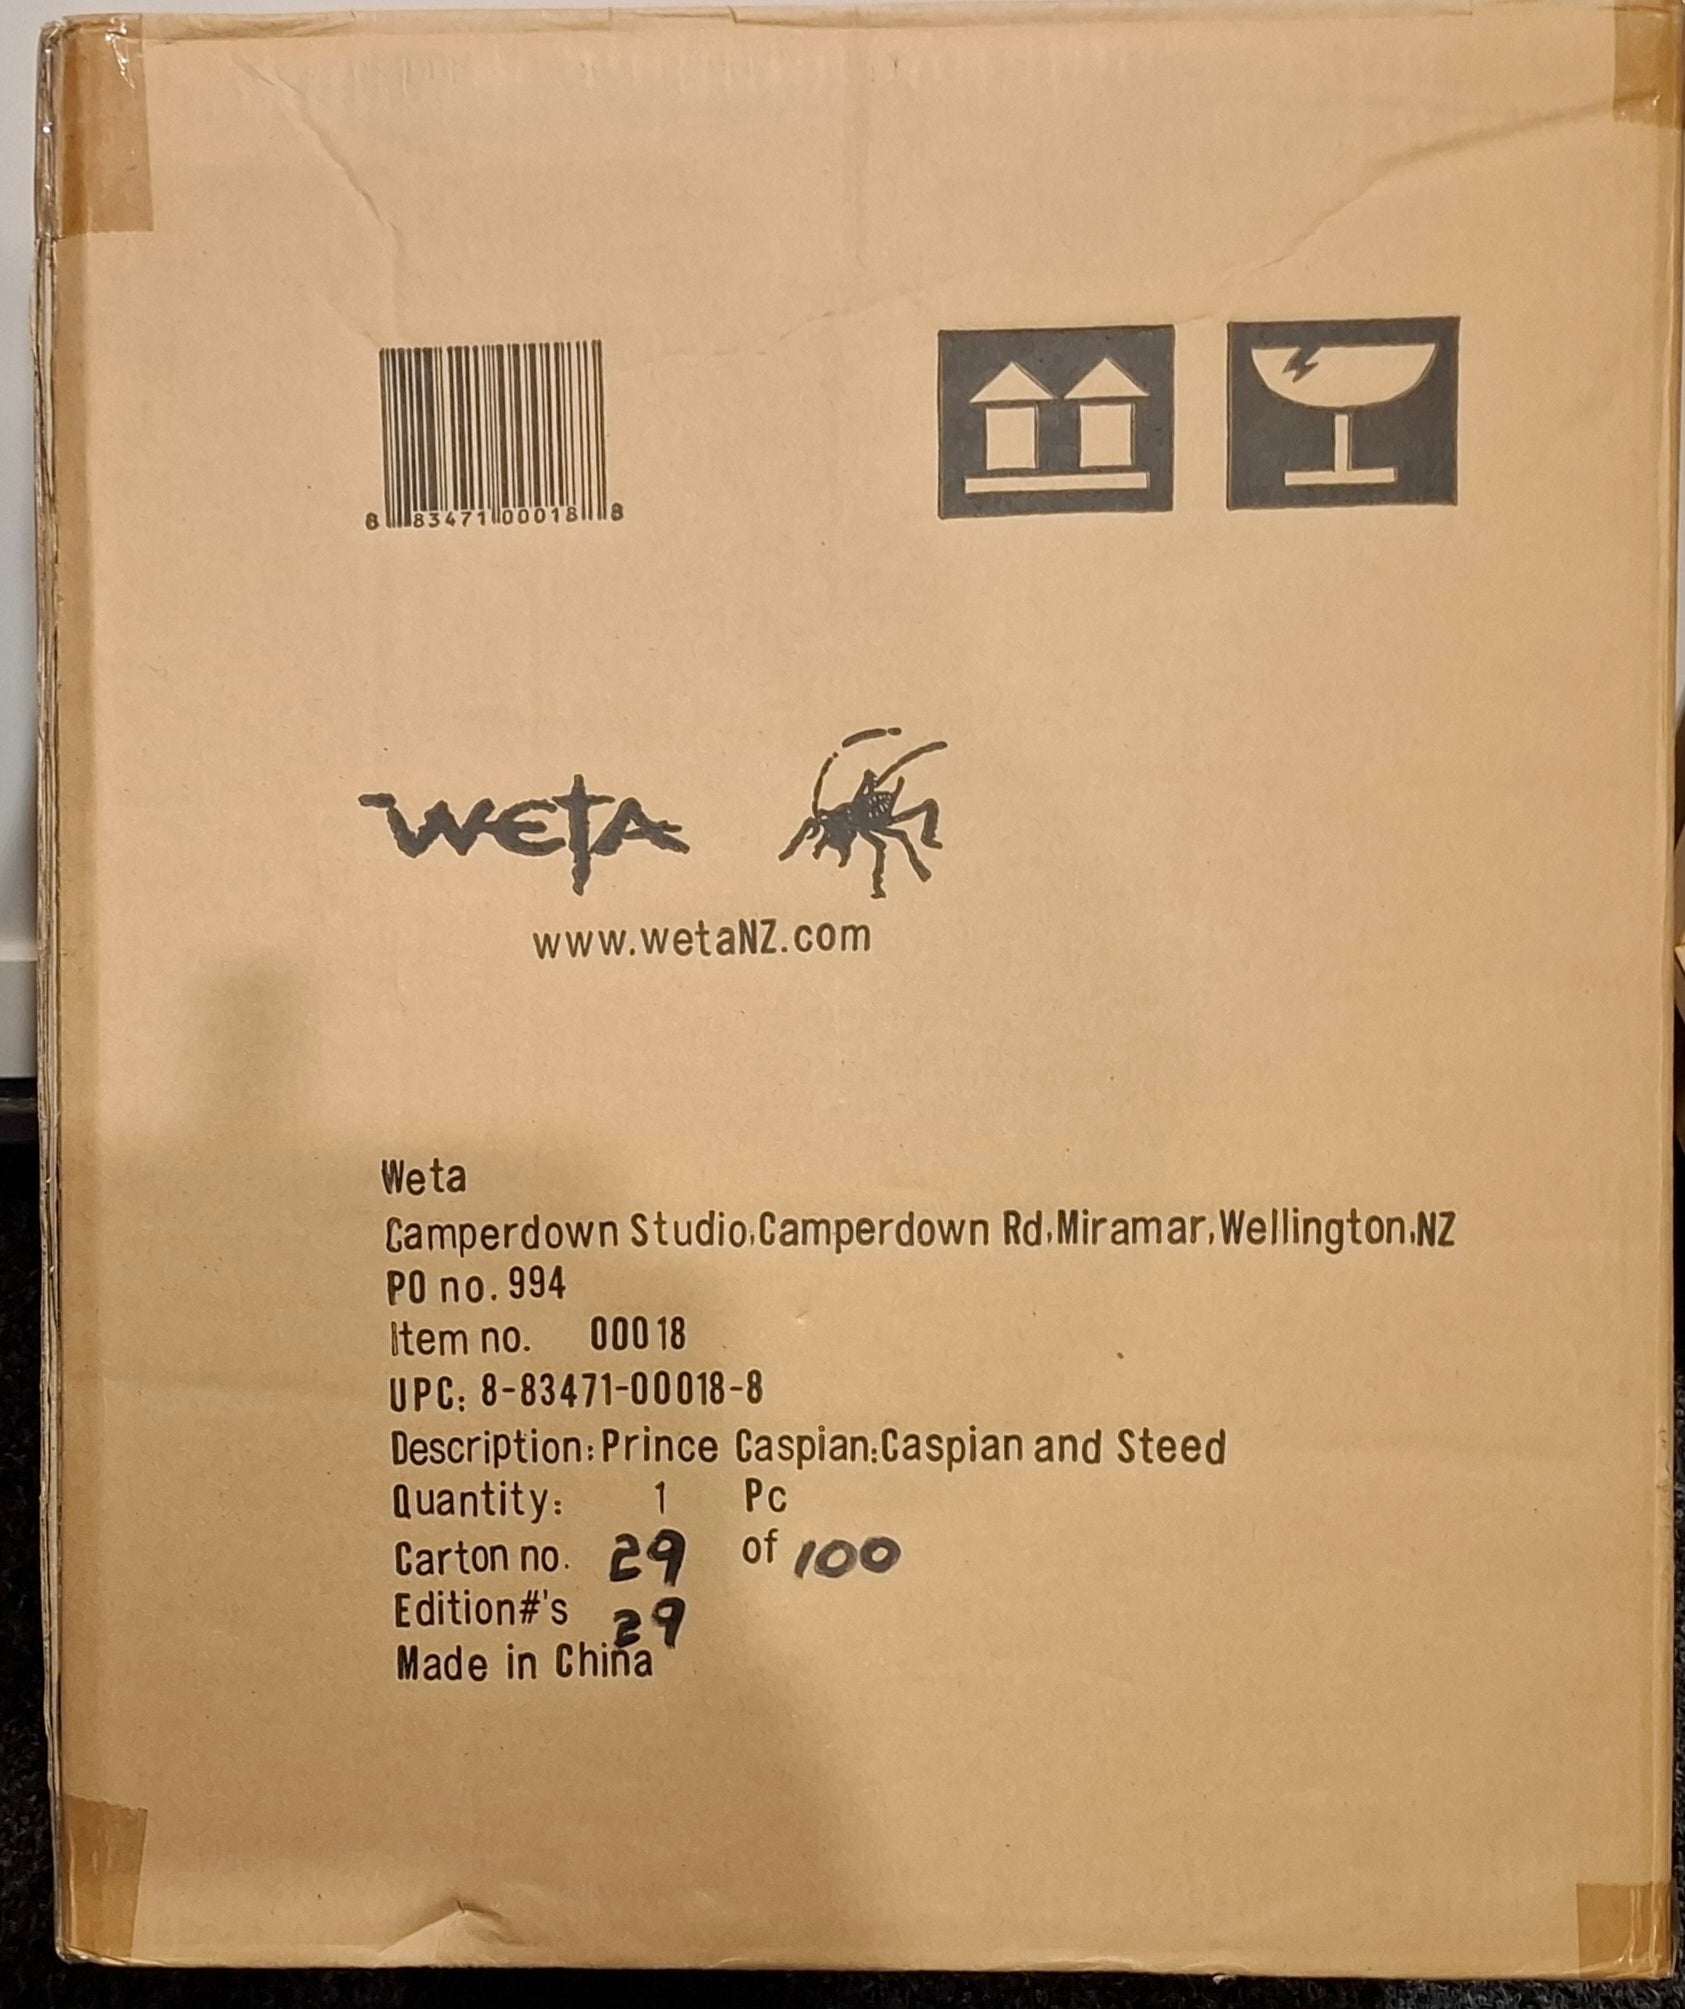 8 83471 00018 8
WETA
www.wetaNZ.com
Weta
Camperdown Studio,Camperdown Rd,Miramar,Wellington,NZ
PO no. 994
Item no. 00018
UPC: 8-83471-00018-8
Description:Prince Caspian:Caspian and Steed
Quantity: 1 Pc
Carton no. 29 of 100
Edition#'s 29
Made in China